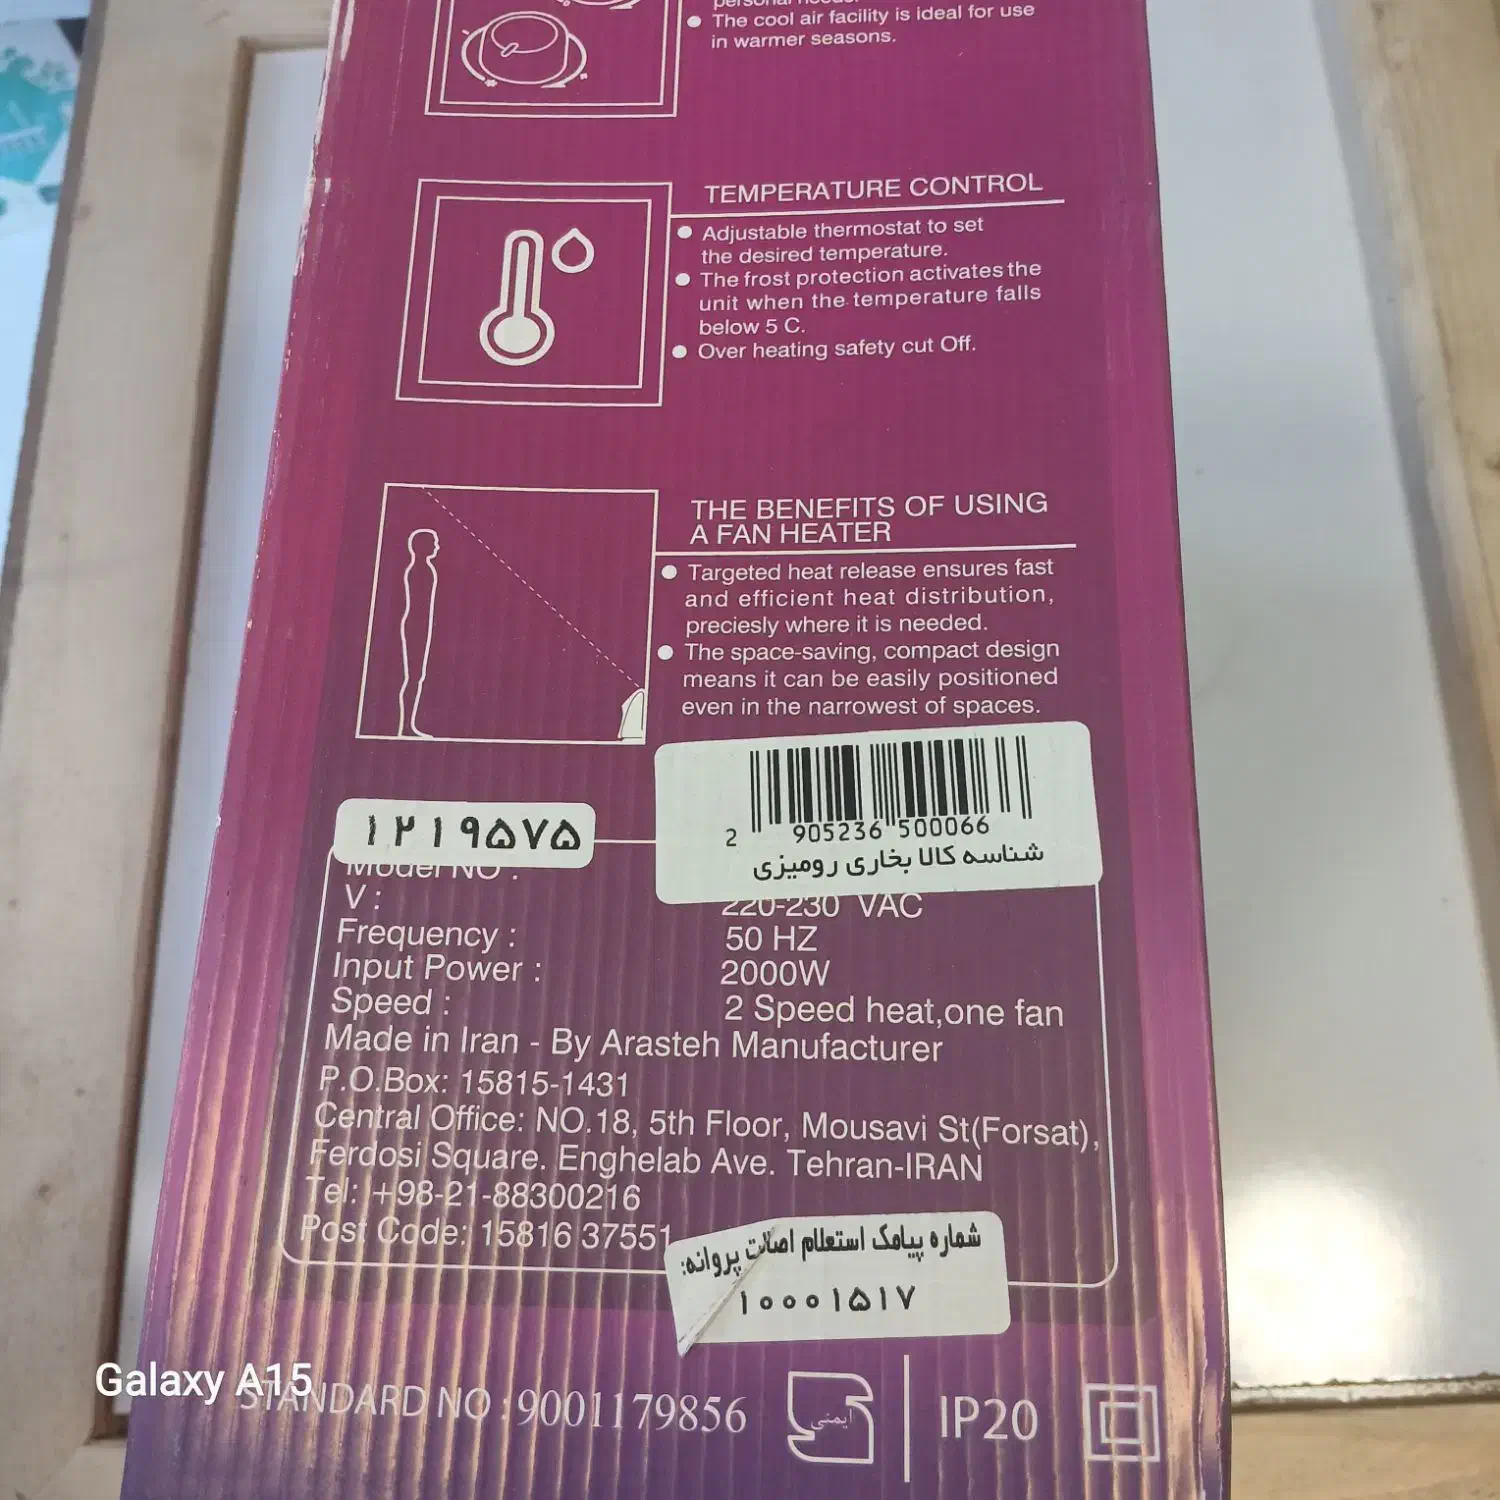 The cool air facility is ideal for use
in warmer seasons.
TEMPERATURE CONTROL
Adjustable thermostat to set
the desired temperature.
The frost protection activates the
unit when the temperature falls
below 5 C.
Over heating safety cut Off.
THE BENEFITS OF USING
A FAN HEATER
Targeted heat release ensures fast
and efficient heat distribution,
preciesly where it is needed.
The space-saving, compact design
means it can be easily positioned
even in the narrowest of spaces.
2 905236 500066
شناسه کالا بخاری رومیزی
۱۲۱۹۵۷۵
Model NO :
V : 220-230 VAC
Frequency : 50 HZ
Input Power : 2000W
Speed : 2 Speed heat,one fan
Made in Iran - By Arasteh Manufacturer
P.O.Box: 15815-1431
Central Office: NO.18, 5th Floor, Mousavi St(Forsat),
Ferdosi Square. Enghelab Ave. Tehran-IRAN
Tel: +98-21-88300216
Post Code: 15816 37551
شماره پیامک استعلام اصالت پروانه:
۱۰۰۰۱۵۱۷
Galaxy A15
STANDARD NO : 9001179856
ایمنی
IP20